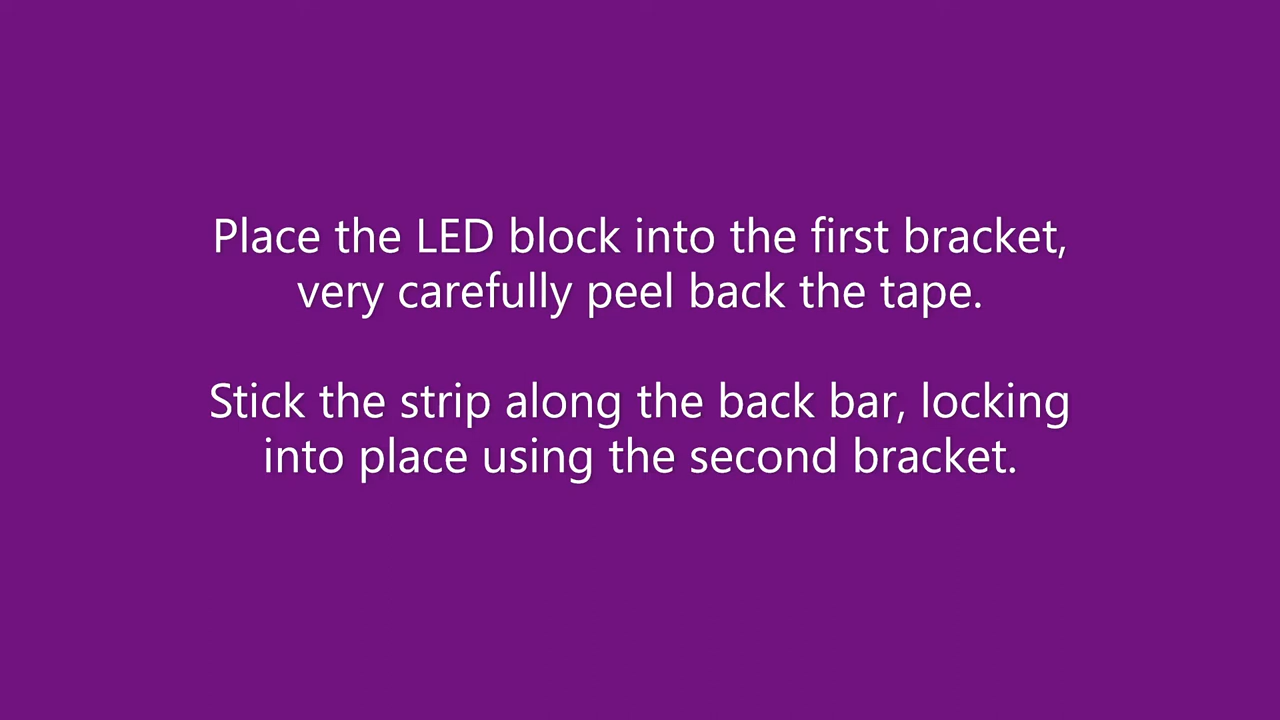 Place the LED block into the first bracket,
very carefully peel back the tape.
Stick the strip along the back bar, locking
into place using the second bracket.